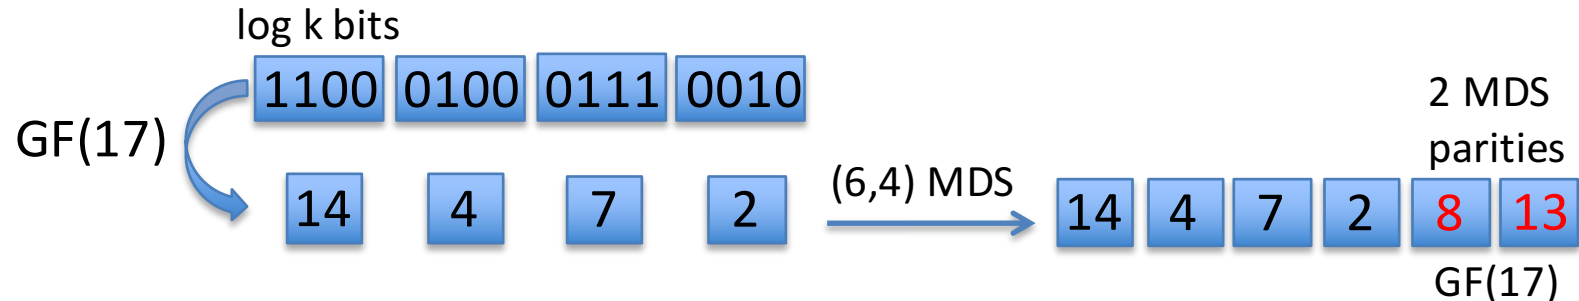 log k bits
1100 0100 0111 0010
GF(17)
14 4 7 2
(6,4) MDS
2 MDS
parities
14 4 7 2 8 13
GF(17)